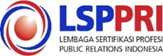 LSPPRI
LEMBAGA SERTIFIKASI PROFESI
PUBLIC RELATIONS INDONESIA